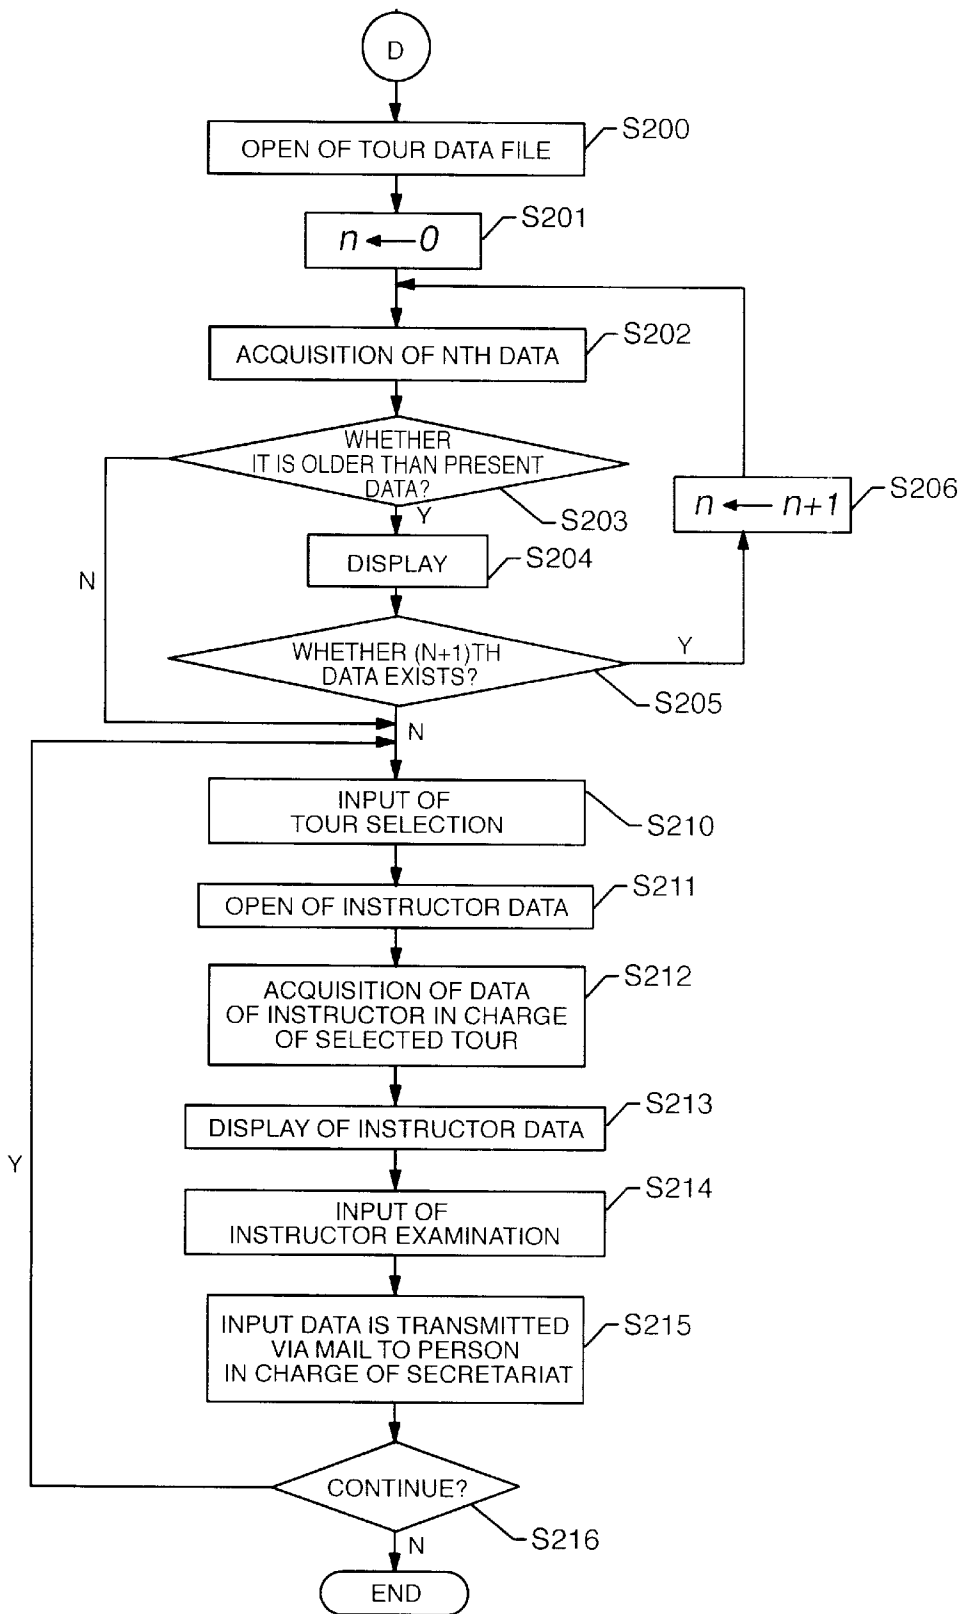 D
OPEN OF TOUR DATA FILE
S200
n ← 0
S201
ACQUISITION OF NTH DATA
S202
WHETHER
IT IS OLDER THAN PRESENT
DATA?
S203
Y
N
n ← n+1
S206
DISPLAY
S204
WHETHER (N+1)TH
DATA EXISTS?
Y
S205
N
INPUT OF
TOUR SELECTION
S210
OPEN OF INSTRUCTOR DATA
S211
ACQUISITION OF DATA
OF INSTRUCTOR IN CHARGE
OF SELECTED TOUR
S212
DISPLAY OF INSTRUCTOR DATA
S213
Y
INPUT OF
INSTRUCTOR EXAMINATION
S214
INPUT DATA IS TRANSMITTED
VIA MAIL TO PERSON
IN CHARGE OF SECRETARIAT
S215
CONTINUE?
S216
N
END